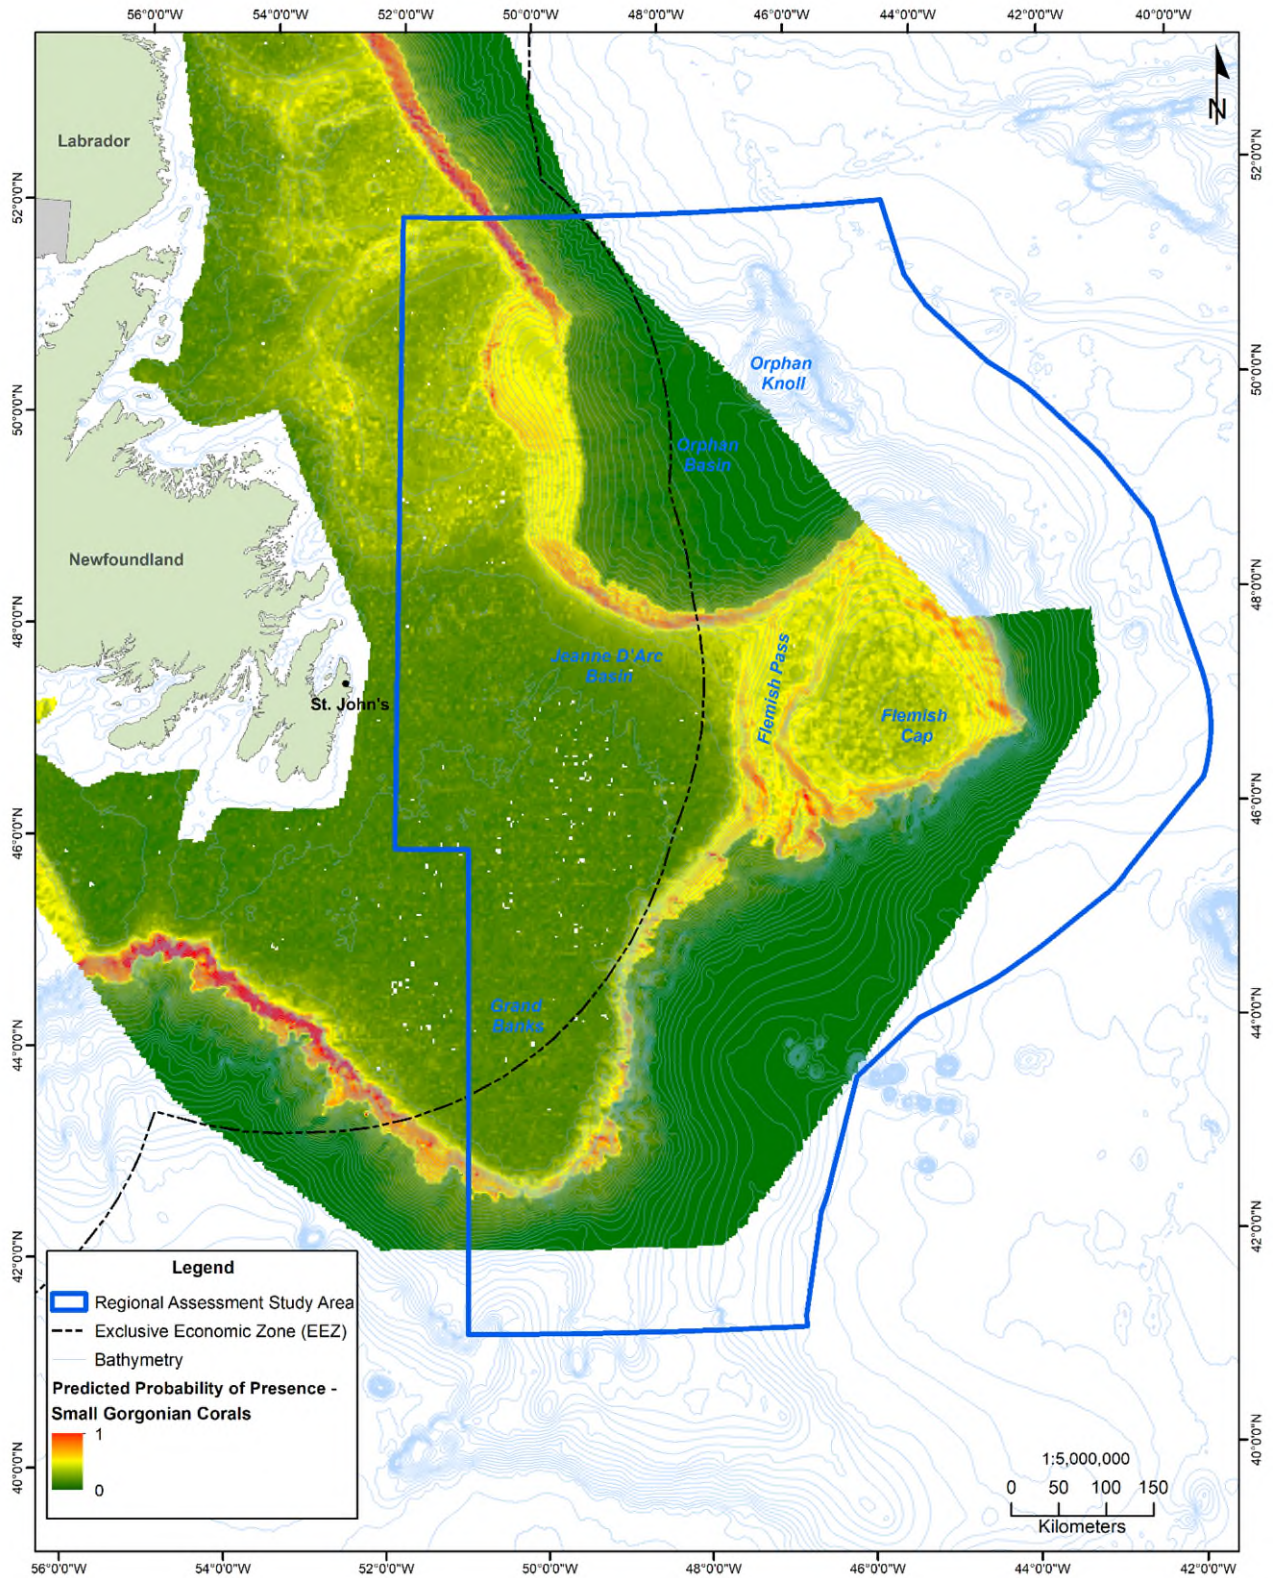 56°0'0"W 54°0'0"W 52°0'0"W 50°0'0"W 48°0'0"W 46°0'0"W 44°0'0"W 42°0'0"W 40°0'0"W
N
Labrador
52°0'0"N
52°0'0"N
Orphan
Knoll
50°0'0"N
50°0'0"N
Orphan
Basin
Newfoundland
48°0'0"N
48°0'0"N
Jeanne D'Arc
Basin
Flemish Pass
St. John's
Flemish
Cap
46°0'0"N
46°0'0"N
Grand
Banks
44°0'0"N
44°0'0"N
42°0'0"N
42°0'0"N
Legend
Regional Assessment Study Area
Exclusive Economic Zone (EEZ)
Bathymetry
Predicted Probability of Presence -
Small Gorgonian Corals
1
0
40°0'0"N
40°0'0"N
1:5,000,000
0 50 100 150
Kilometers
56°0'0"W 54°0'0"W 52°0'0"W 50°0'0"W 48°0'0"W 46°0'0"W 44°0'0"W 42°0'0"W